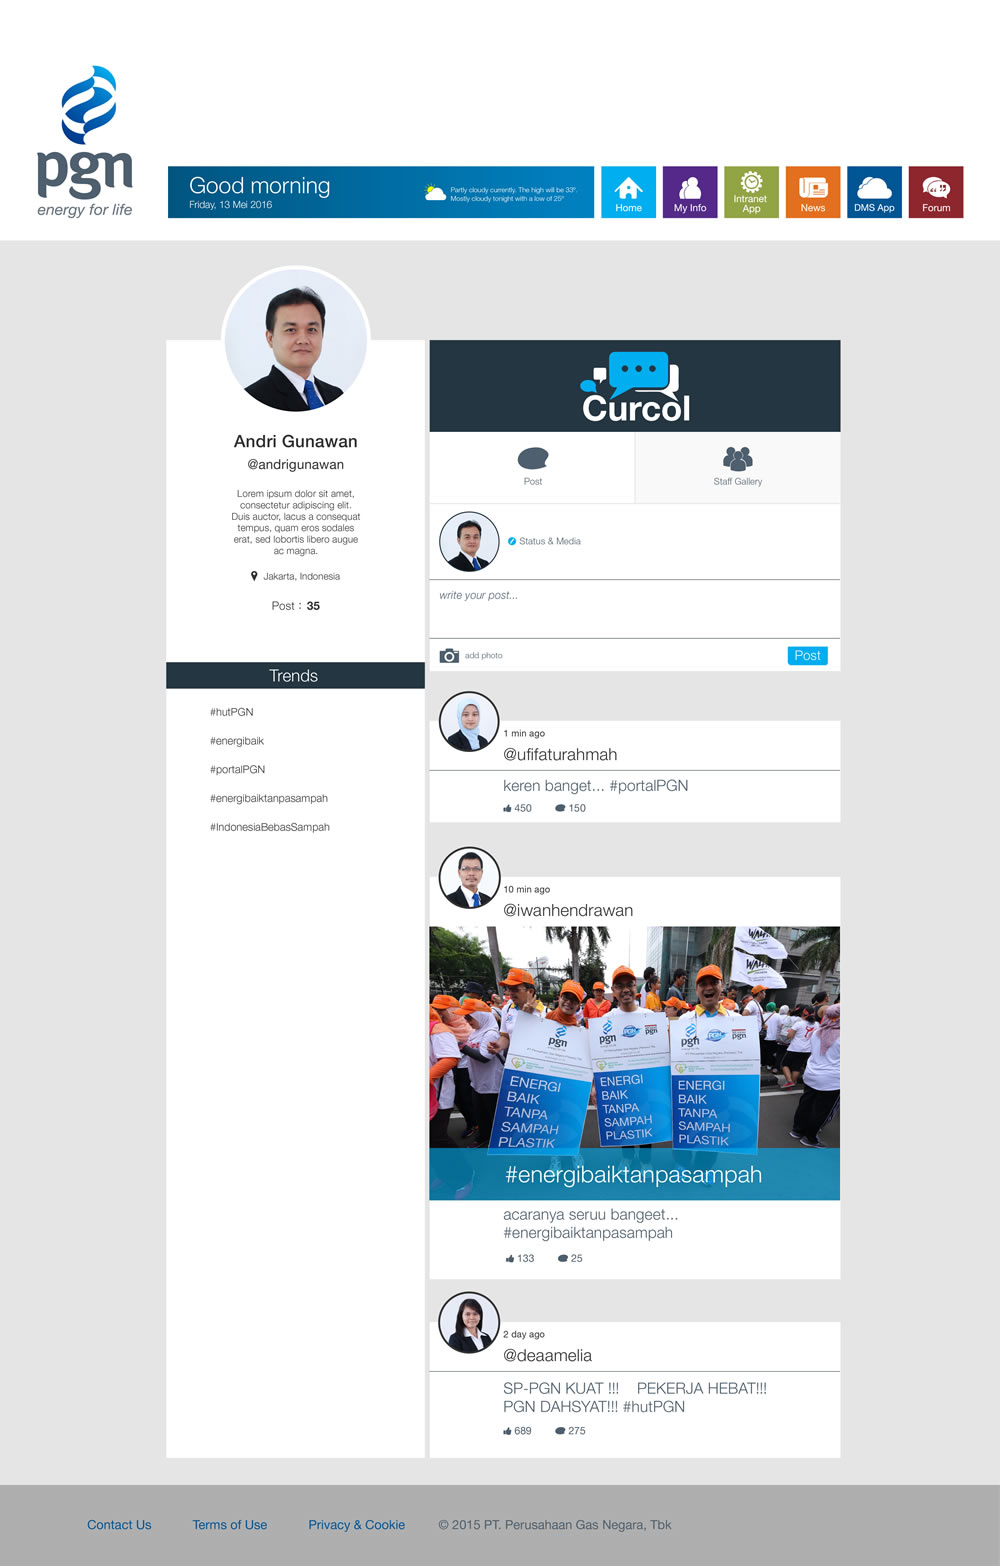 pgn
energy for life
Good morning
Friday, 13 Mei 2016
Partly cloudy currently. The high will be 33º.
Mostly cloudy tonight with a low of 25º
Home
My Info
Intranet
App
News
DMS App
Forum
Andri Gunawan
@andrigunawan
Lorem ipsum dolor sit amet,
consectetur adipiscing elit.
Duis auctor, lacus a consequat
tempus, quam eros sodales
erat, sed lobortis libero augue
ac magna.
Jakarta, Indonesia
Post : 35
Trends
#hutPGN
#energibaik
#portalPGN
#energibaiktanpasampah
#IndonesiaBebasSampah
Curcol
Post
Staff Gallery
Status & Media
write your post...
add photo
Post
1 min ago
@ufifaturahmah
keren banget... #portalPGN
450
150
10 min ago
@iwanhendrawan
pgn
ENERGI
BAIK
TANPA
SAMPAH
PLASTIK
pgn
pgn
ENERGI
BAIK
TANPA
SAMPAH
PLASTIK
pgn
pgn
ENERGI
BAIK
TANPA
SAMPAH
PLASTIK
#energibaiktanpasampah
acaranya seruu bangeet...
#energibaiktanpasampah
133
25
2 day ago
@deaamelia
SP-PGN KUAT !!! PEKERJA HEBAT!!!
PGN DAHSYAT!!! #hutPGN
689
275
Contact Us
Terms of Use
Privacy & Cookie
© 2015 PT. Perusahaan Gas Negara, Tbk